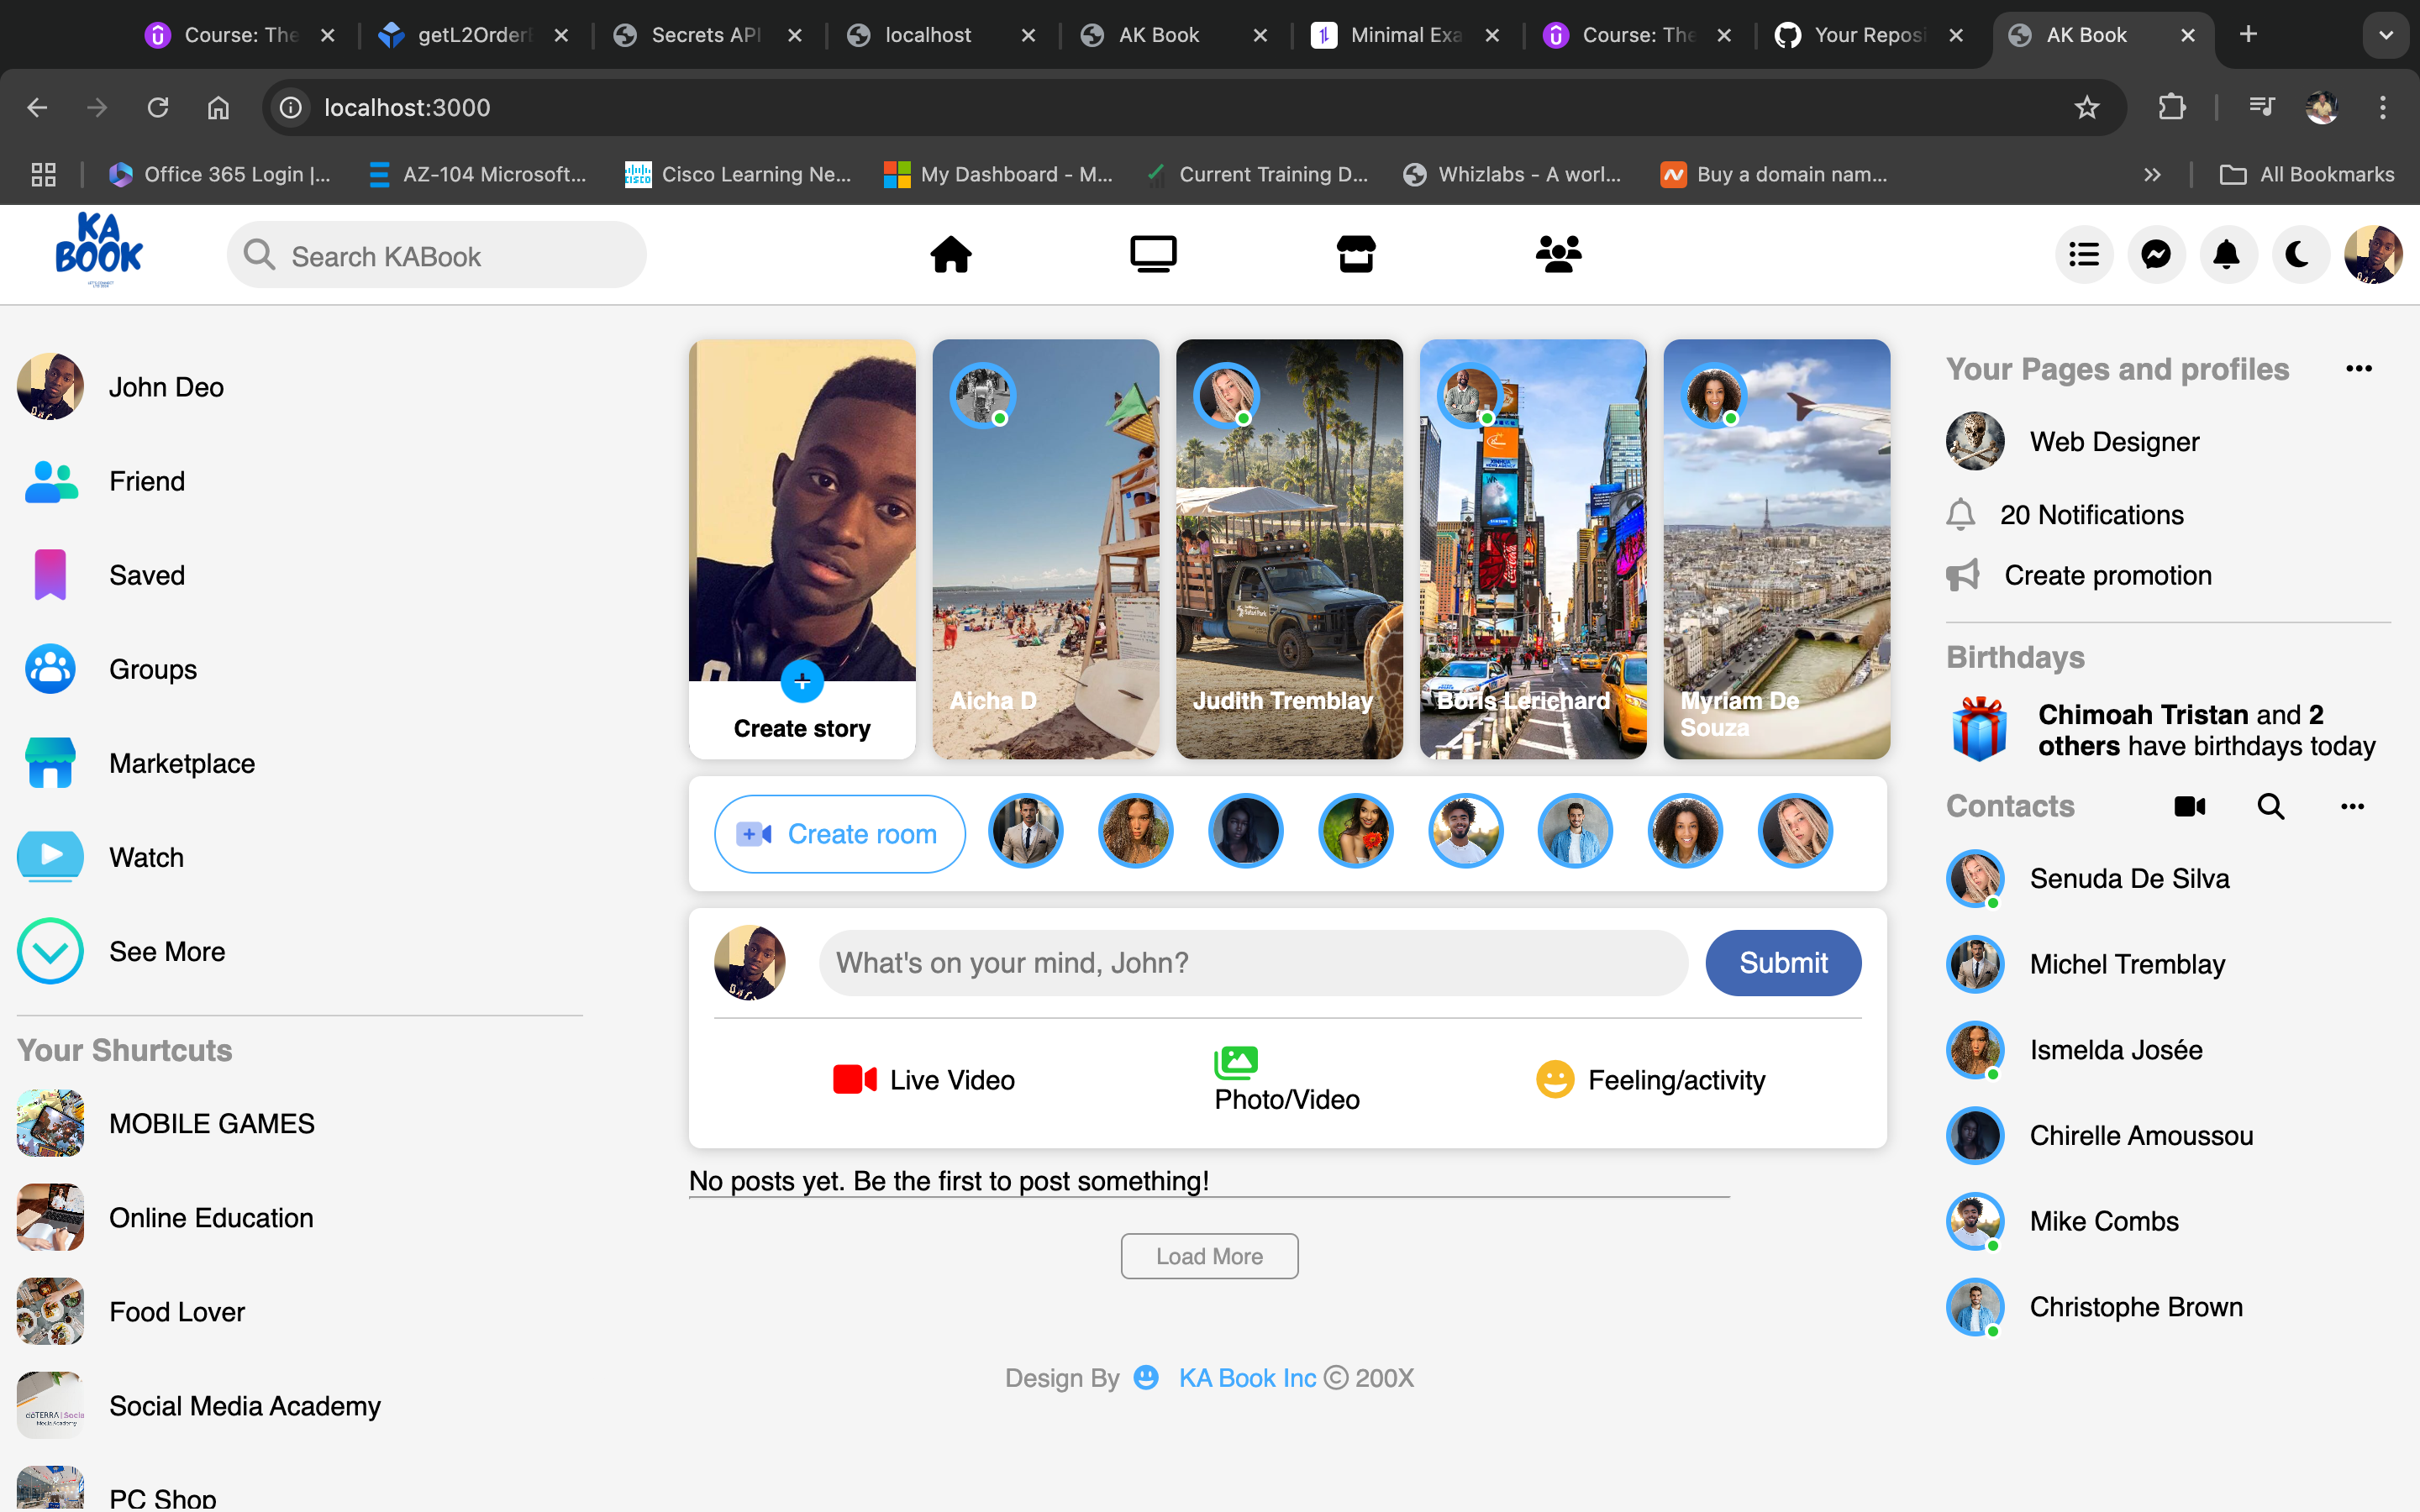 Course: The
getL2Order
Secrets API
localhost
AK Book
Minimal Exa
Course: The
Your Reposi
AK Book
localhost:3000
Office 365 Login |...
AZ-104 Microsoft...
Cisco Learning Ne...
My Dashboard - M...
Current Training D...
Whizlabs - A worl...
Buy a domain nam...
All Bookmarks
KA
BOOK
Search KABook
John Deo
Friend
Saved
Groups
Marketplace
Watch
See More
Your Shurtcuts
MOBILE GAMES
Online Education
Food Lover
Social Media Academy
PC Shop
Create story
Aicha D
Judith Tremblay
Boris Lerichard
Myriam De
Souza
Create room
What's on your mind, John?
Submit
Live Video
Photo/Video
Feeling/activity
No posts yet. Be the first to post something!
Load More
Design By KA Book Inc © 200X
Your Pages and profiles
Web Designer
20 Notifications
Create promotion
Birthdays
Chimoah Tristan and 2
others have birthdays today
Contacts
Senuda De Silva
Michel Tremblay
Ismelda Josée
Chirelle Amoussou
Mike Combs
Christophe Brown